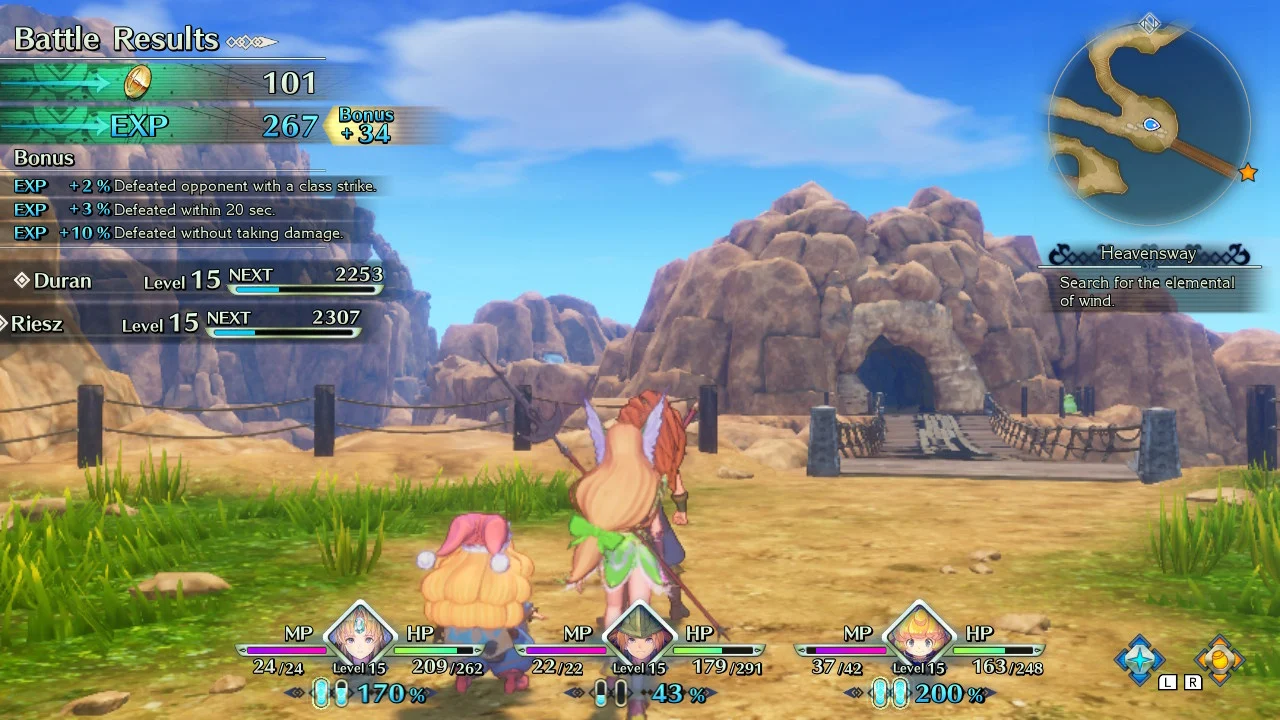 Battle Results
101
EXP 267 Bonus +34
Bonus
EXP +2 % Defeated opponent with a class strike.
EXP +3 % Defeated within 20 sec.
EXP +10 % Defeated without taking damage.
Duran Level 15 NEXT 2253
Riesz Level 15 NEXT 2307
N
Heavensway
Search for the elemental
of wind.
MP HP
24/24 Level 15 209/262
170 %
MP HP
22/22 Level 15 179/291
43 %
MP HP
37/42 Level 15 163/248
200 %
L R